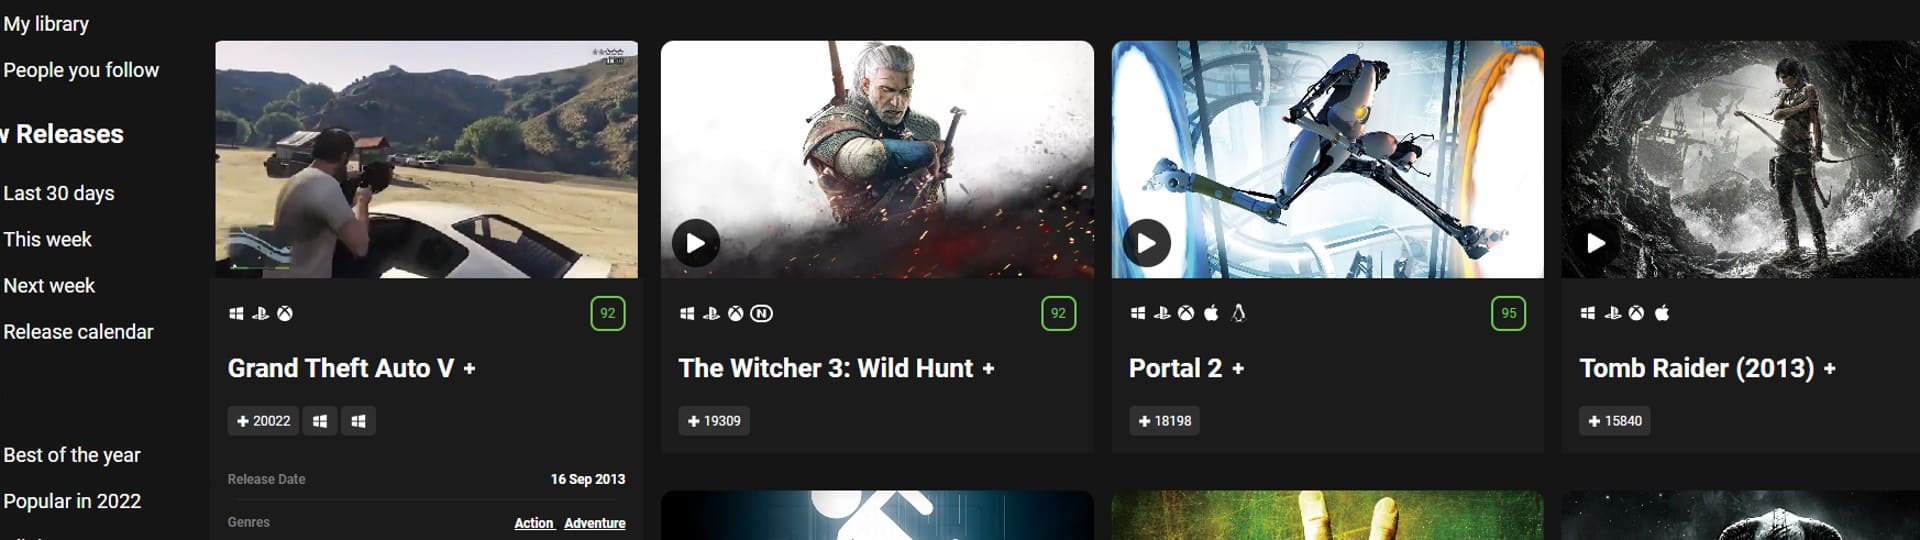 My library
People you follow
w Releases
Last 30 days
This week
Next week
Release calendar
Best of the year
Popular in 2022
92
Grand Theft Auto V +
+ 20022
Release Date 16 Sep 2013
Genres Action Adventure
N
92
The Witcher 3: Wild Hunt +
+ 19309
95
Portal 2 +
+ 18198
Tomb Raider (2013) +
+ 15840